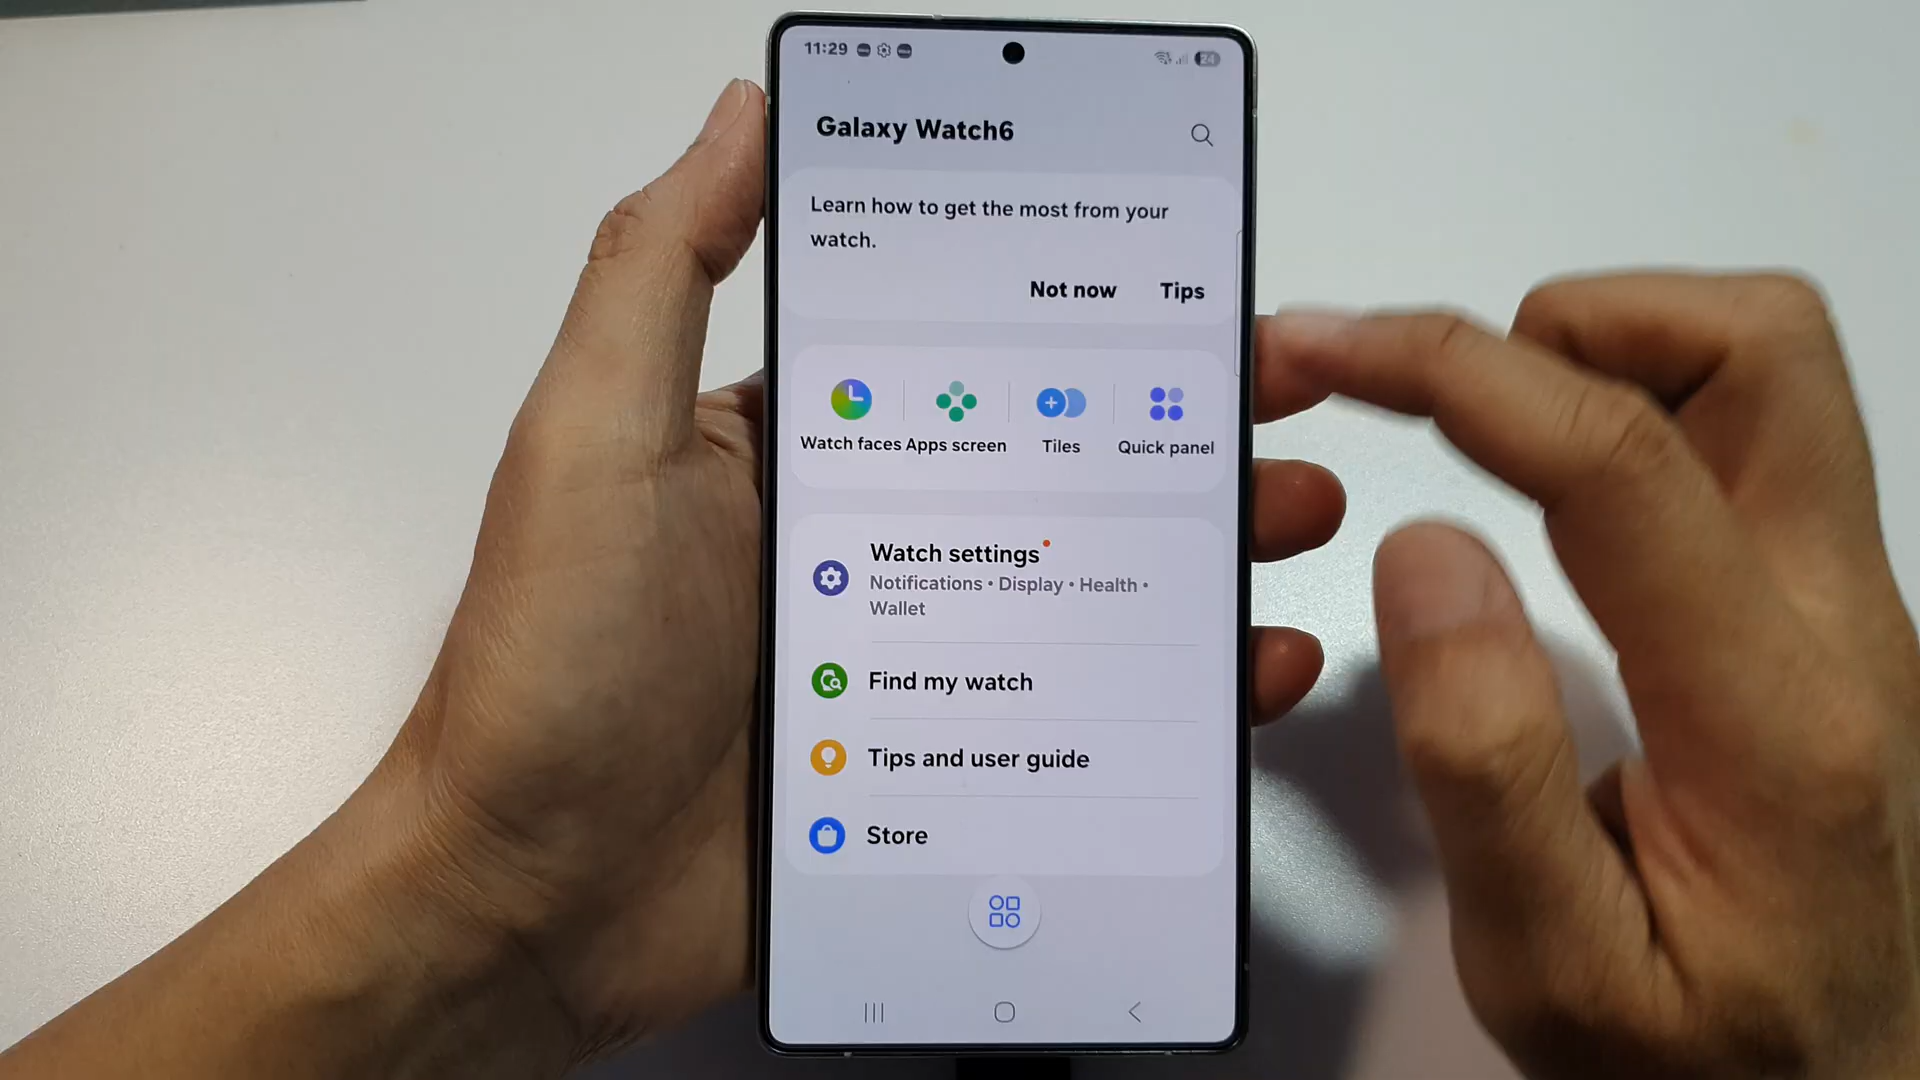 11:29
24
Galaxy Watch6
Learn how to get the most from your
watch.
Not now Tips
Watch faces Apps screen Tiles Quick panel
Watch settings
Notifications • Display • Health •
Wallet
Find my watch
Tips and user guide
Store